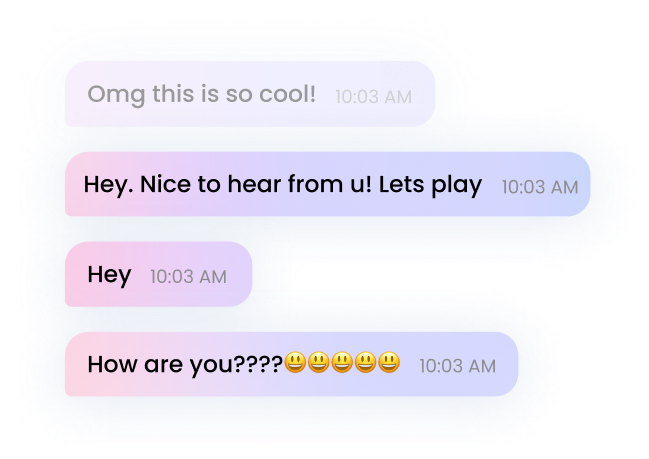 Omg this is so cool! 10:03 AM
Hey. Nice to hear from u! Lets play 10:03 AM
Hey 10:03 AM
How are you????😃😃😃😃😃 10:03 AM